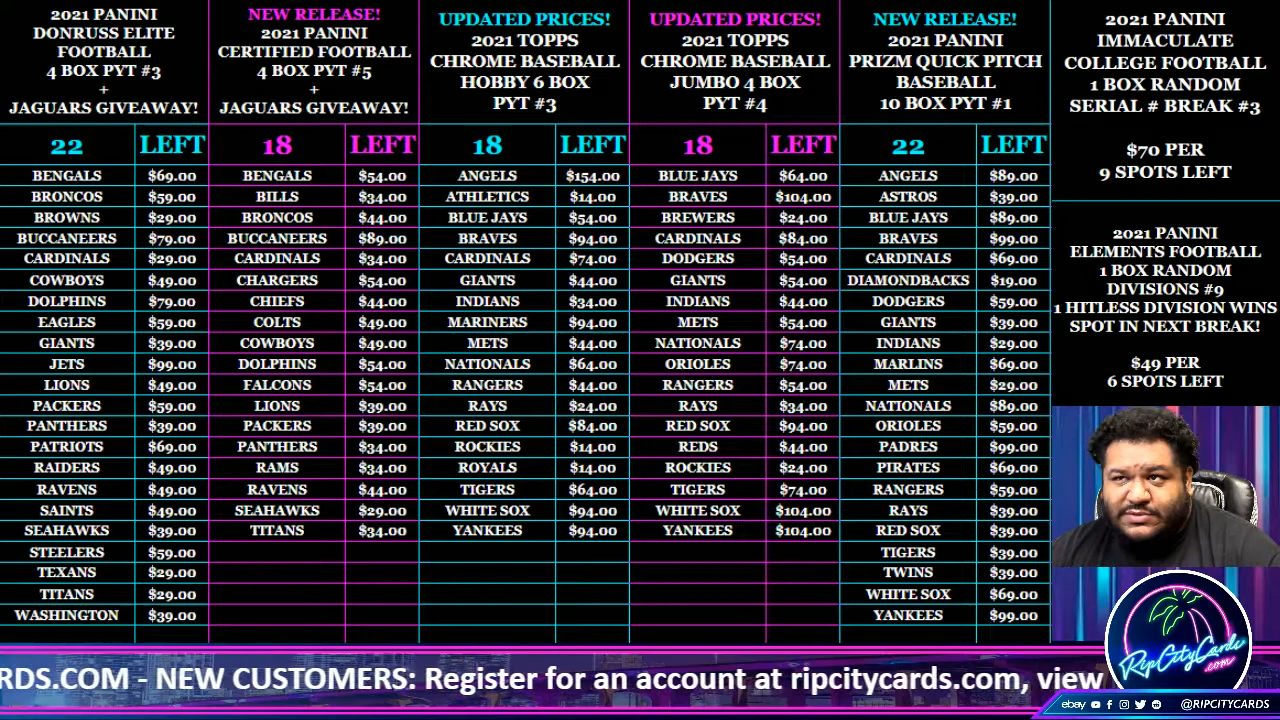 2021 PANINI
DONRUSS ELITE
FOOTBALL
4 BOX PYT #3
+
JAGUARS GIVEAWAY!
22 LEFT
BENGALS $69.00
BRONCOS $59.00
BROWNS $29.00
BUCCANEERS $79.00
CARDINALS $29.00
COWBOYS $49.00
DOLPHINS $79.00
EAGLES $59.00
GIANTS $39.00
JETS $99.00
LIONS $49.00
PACKERS $59.00
PANTHERS $39.00
PATRIOTS $69.00
RAIDERS $49.00
RAVENS $49.00
SAINTS $49.00
SEAHAWKS $39.00
STEELERS $59.00
TEXANS $29.00
TITANS $29.00
WASHINGTON $39.00
NEW RELEASE!
2021 PANINI
CERTIFIED FOOTBALL
4 BOX PYT #5
+
JAGUARS GIVEAWAY!
18 LEFT
BENGALS $54.00
BILLS $34.00
BRONCOS $44.00
BUCCANEERS $89.00
CARDINALS $34.00
CHARGERS $54.00
CHIEFS $44.00
COLTS $49.00
COWBOYS $49.00
DOLPHINS $54.00
FALCONS $54.00
LIONS $39.00
PACKERS $39.00
PANTHERS $34.00
RAMS $34.00
RAVENS $44.00
SEAHAWKS $29.00
TITANS $34.00
UPDATED PRICES!
2021 TOPPS
CHROME BASEBALL
HOBBY 6 BOX
PYT #3
18 LEFT
ANGELS $154.00
ATHLETICS $14.00
BLUE JAYS $54.00
BRAVES $94.00
CARDINALS $74.00
GIANTS $44.00
INDIANS $34.00
MARINERS $94.00
METS $44.00
NATIONALS $64.00
RANGERS $44.00
RAYS $24.00
RED SOX $84.00
ROCKIES $14.00
ROYALS $14.00
TIGERS $64.00
WHITE SOX $94.00
YANKEES $94.00
UPDATED PRICES!
2021 TOPPS
CHROME BASEBALL
JUMBO 4 BOX
PYT #4
18 LEFT
BLUE JAYS $64.00
BRAVES $104.00
BREWERS $24.00
CARDINALS $84.00
DODGERS $54.00
GIANTS $54.00
INDIANS $44.00
METS $54.00
NATIONALS $74.00
ORIOLES $74.00
RANGERS $54.00
RAYS $34.00
RED SOX $94.00
REDS $44.00
ROCKIES $24.00
TIGERS $74.00
WHITE SOX $104.00
YANKEES $104.00
NEW RELEASE!
2021 PANINI
PRIZM QUICK PITCH
BASEBALL
10 BOX PYT #1
22 LEFT
ANGELS $89.00
ASTROS $39.00
BLUE JAYS $89.00
BRAVES $99.00
CARDINALS $69.00
DIAMONDBACKS $19.00
DODGERS $59.00
GIANTS $39.00
INDIANS $29.00
MARLINS $69.00
METS $29.00
NATIONALS $89.00
ORIOLES $59.00
PADRES $99.00
PIRATES $69.00
RANGERS $59.00
RAYS $39.00
RED SOX $39.00
TIGERS $39.00
TWINS $39.00
WHITE SOX $69.00
YANKEES $99.00
2021 PANINI
IMMACULATE
COLLEGE FOOTBALL
1 BOX RANDOM
SERIAL # BREAK #3
$70 PER
9 SPOTS LEFT
2021 PANINI
ELEMENTS FOOTBALL
1 BOX RANDOM
DIVISIONS #9
1 HITLESS DIVISION WINS
SPOT IN NEXT BREAK!
$49 PER
6 SPOTS LEFT
RipCityCards
.com
RDS.COM - NEW CUSTOMERS: Register for an account at ripcitycards.com, view
ebay @RIPCITYCARDS